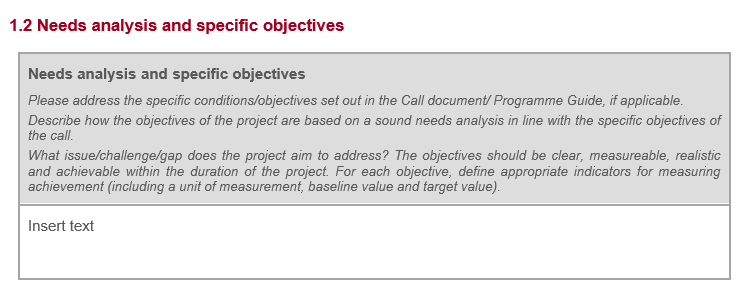 1.2 Needs analysis and specific objectives
Needs analysis and specific objectives
Please address the specific conditions/objectives set out in the Call document/ Programme Guide, if applicable.
Describe how the objectives of the project are based on a sound needs analysis in line with the specific objectives of
the call.
What issue/challenge/gap does the project aim to address? The objectives should be clear, measureable, realistic
and achievable within the duration of the project. For each objective, define appropriate indicators for measuring
achievement (including a unit of measurement, baseline value and target value).
Insert text